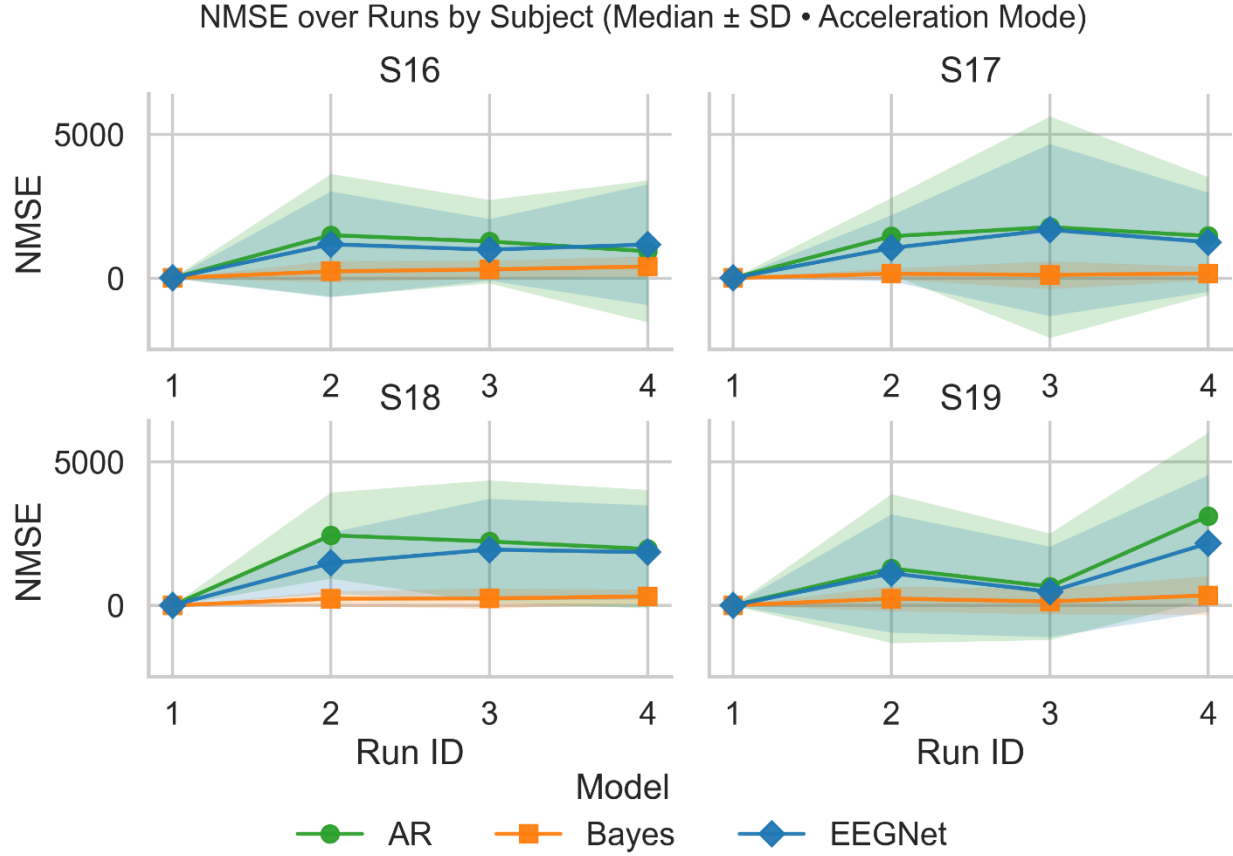 NMSE over Runs by Subject (Median ± SD • Acceleration Mode)
S16
S17
NMSE
5000
0
1 2 3 4
1 2 3 4
S18
S19
NMSE
5000
0
1 2 3 4
1 2 3 4
Run ID
Run ID
Model
AR Bayes EEGNet